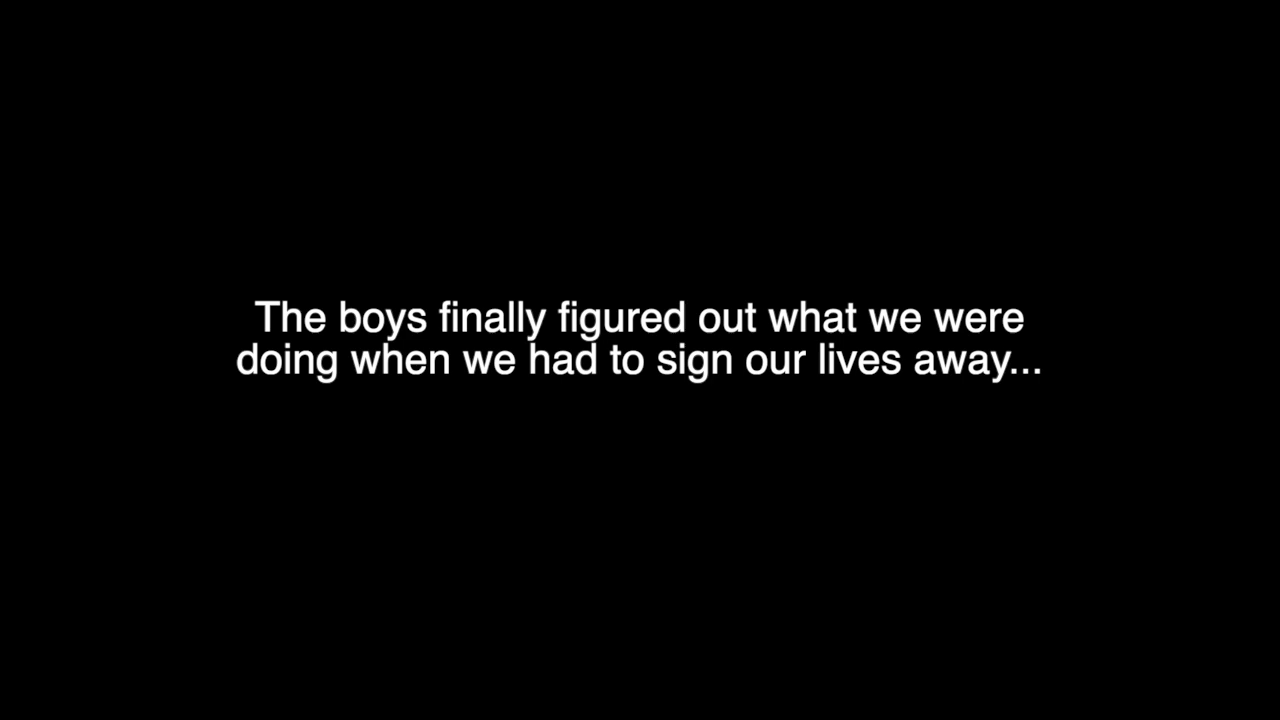 The boys finally figured out what we were
doing when we had to sign our lives away...